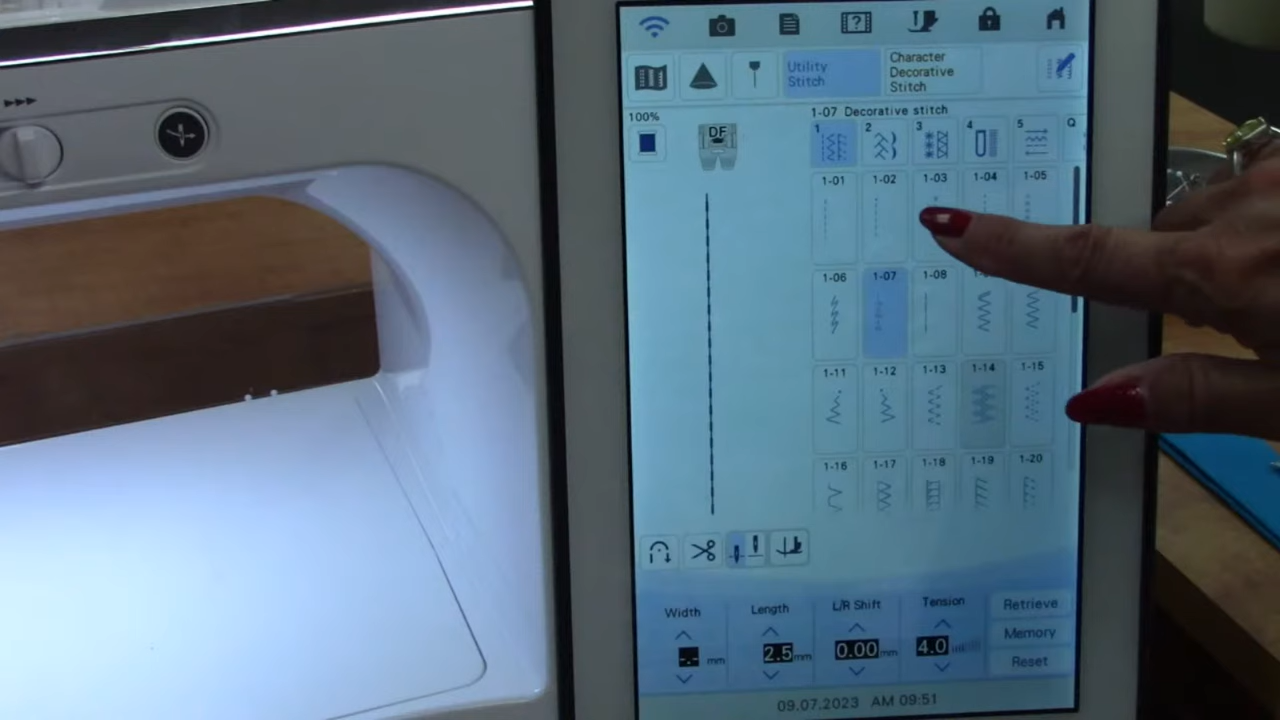 Utility
Stitch
Character
Decorative
Stitch
1-07 Decorative stitch
100%
DF
1
2
3
4
5
Q
1-01
1-02
1-03
1-04
1-05
1-06
1-07
1-08
1-11
1-12
1-13
1-14
1-15
1-16
1-17
1-18
1-19
1-20
Width
Length
L/R Shift
Tension
Retrieve
-.- mm
2.5 mm
0.00 mm
4.0
Memory
Reset
09.07.2023 AM 09:51